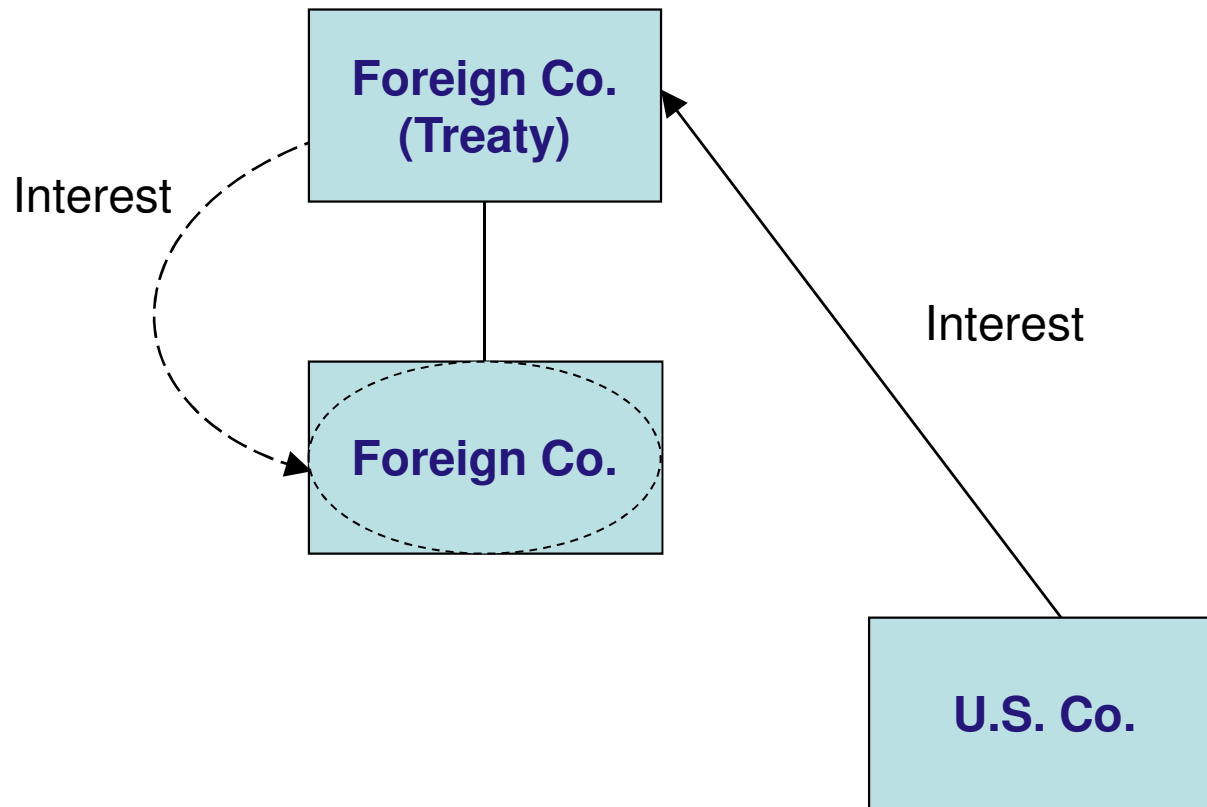 Foreign Co.
(Treaty)
Interest
Interest
Foreign Co.
U.S. Co.